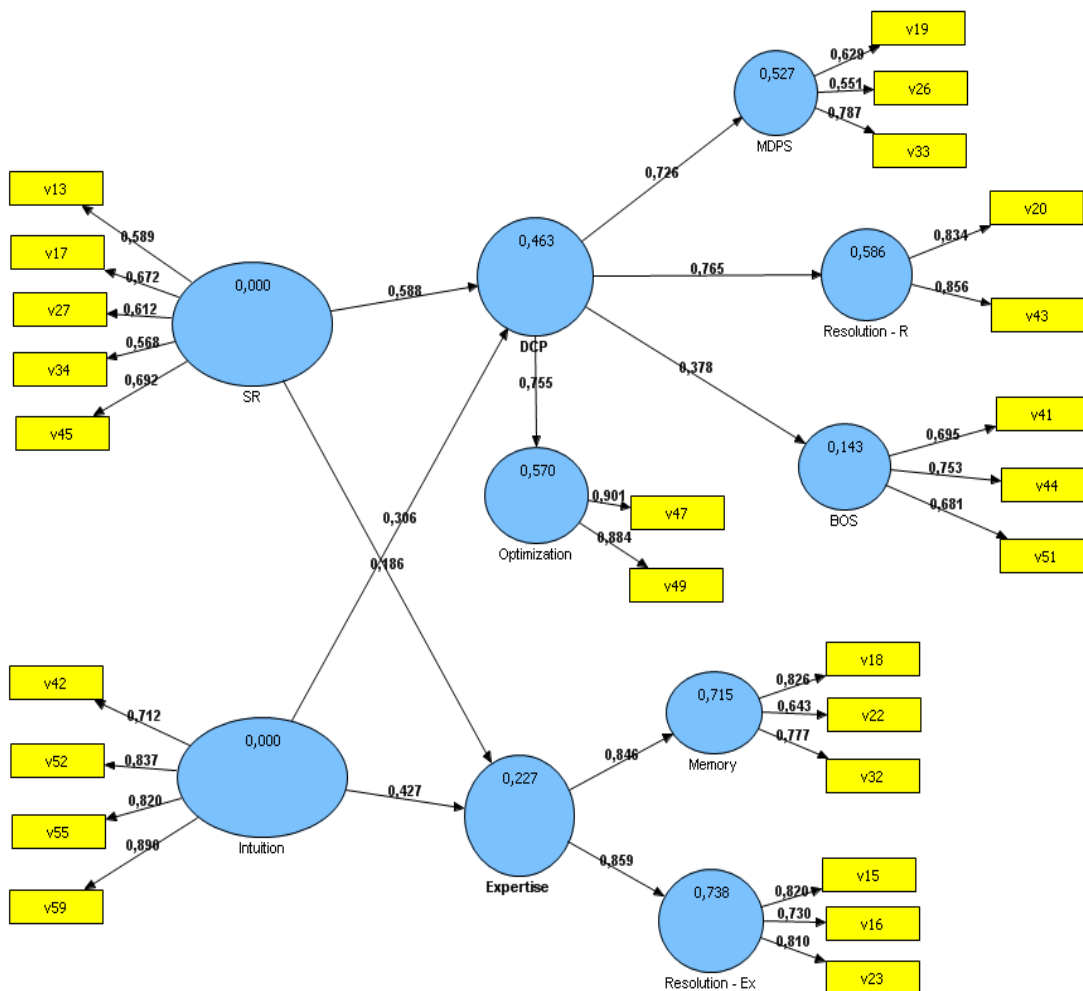 v19
0,527
0,629
v26
0,551
0,787
v33
MDPS
0,726
v13
0,589
v17
0,672
v27
0,612
v34
0,568
v45
0,692
0,000
SR
0,588
0,463
DCP
0,765
v20
0,834
0,586
0,856
v43
Resolution - R
0,378
0,755
v41
0,695
0,143
0,753
v44
0,681
v51
BOS
0,570
0,901
v47
0,884
v49
Optimization
0,306
0,186
v42
0,712
v52
0,837
v55
0,820
v59
0,890
0,000
Intuition
0,427
0,227
Expertise
0,846
v18
0,826
0,715
v22
0,643
0,777
v32
Memory
0,859
v15
0,820
0,738
v16
0,730
0,810
v23
Resolution - Ex